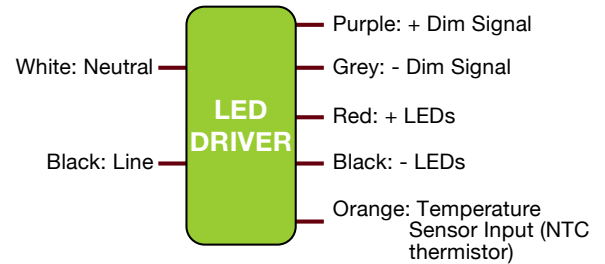 Purple: + Dim Signal
White: Neutral
Grey: - Dim Signal
LED
DRIVER
Red: + LEDs
Black: Line
Black: - LEDs
Orange: Temperature
Sensor Input (NTC
thermistor)